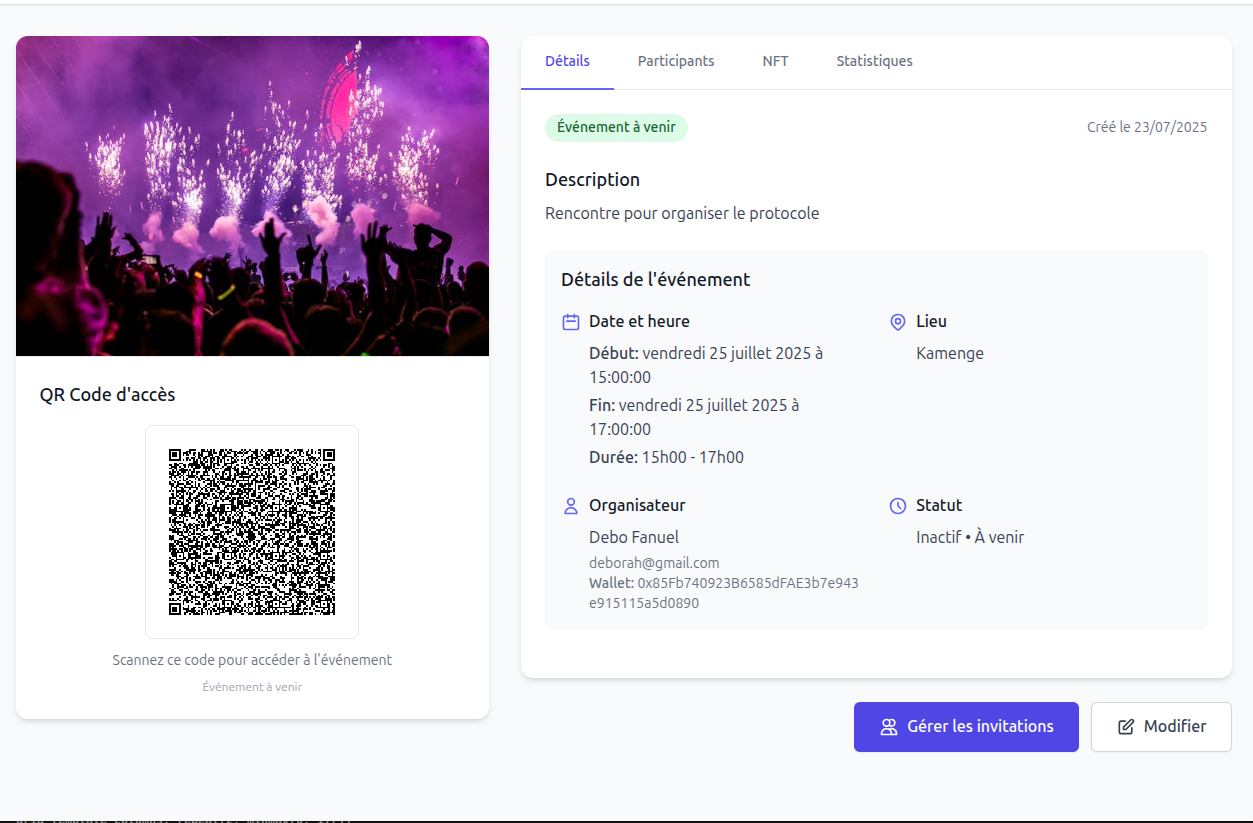 Détails
Participants
NFT
Statistiques
Événement à venir
Créé le 23/07/2025
Description
Rencontre pour organiser le protocole
Détails de l'événement
Date et heure
Début: vendredi 25 juillet 2025 à
15:00:00
Fin: vendredi 25 juillet 2025 à
17:00:00
Durée: 15h00 - 17h00
Lieu
Kamenge
Organisateur
Debo Fanuel
deborah@gmail.com
Wallet: 0x85Fb740923B6585dFAE3b7e943
e915115a5d0890
Statut
Inactif • À venir
QR Code d'accès
Scannez ce code pour accéder à l'événement
Événement à venir
Gérer les invitations
Modifier